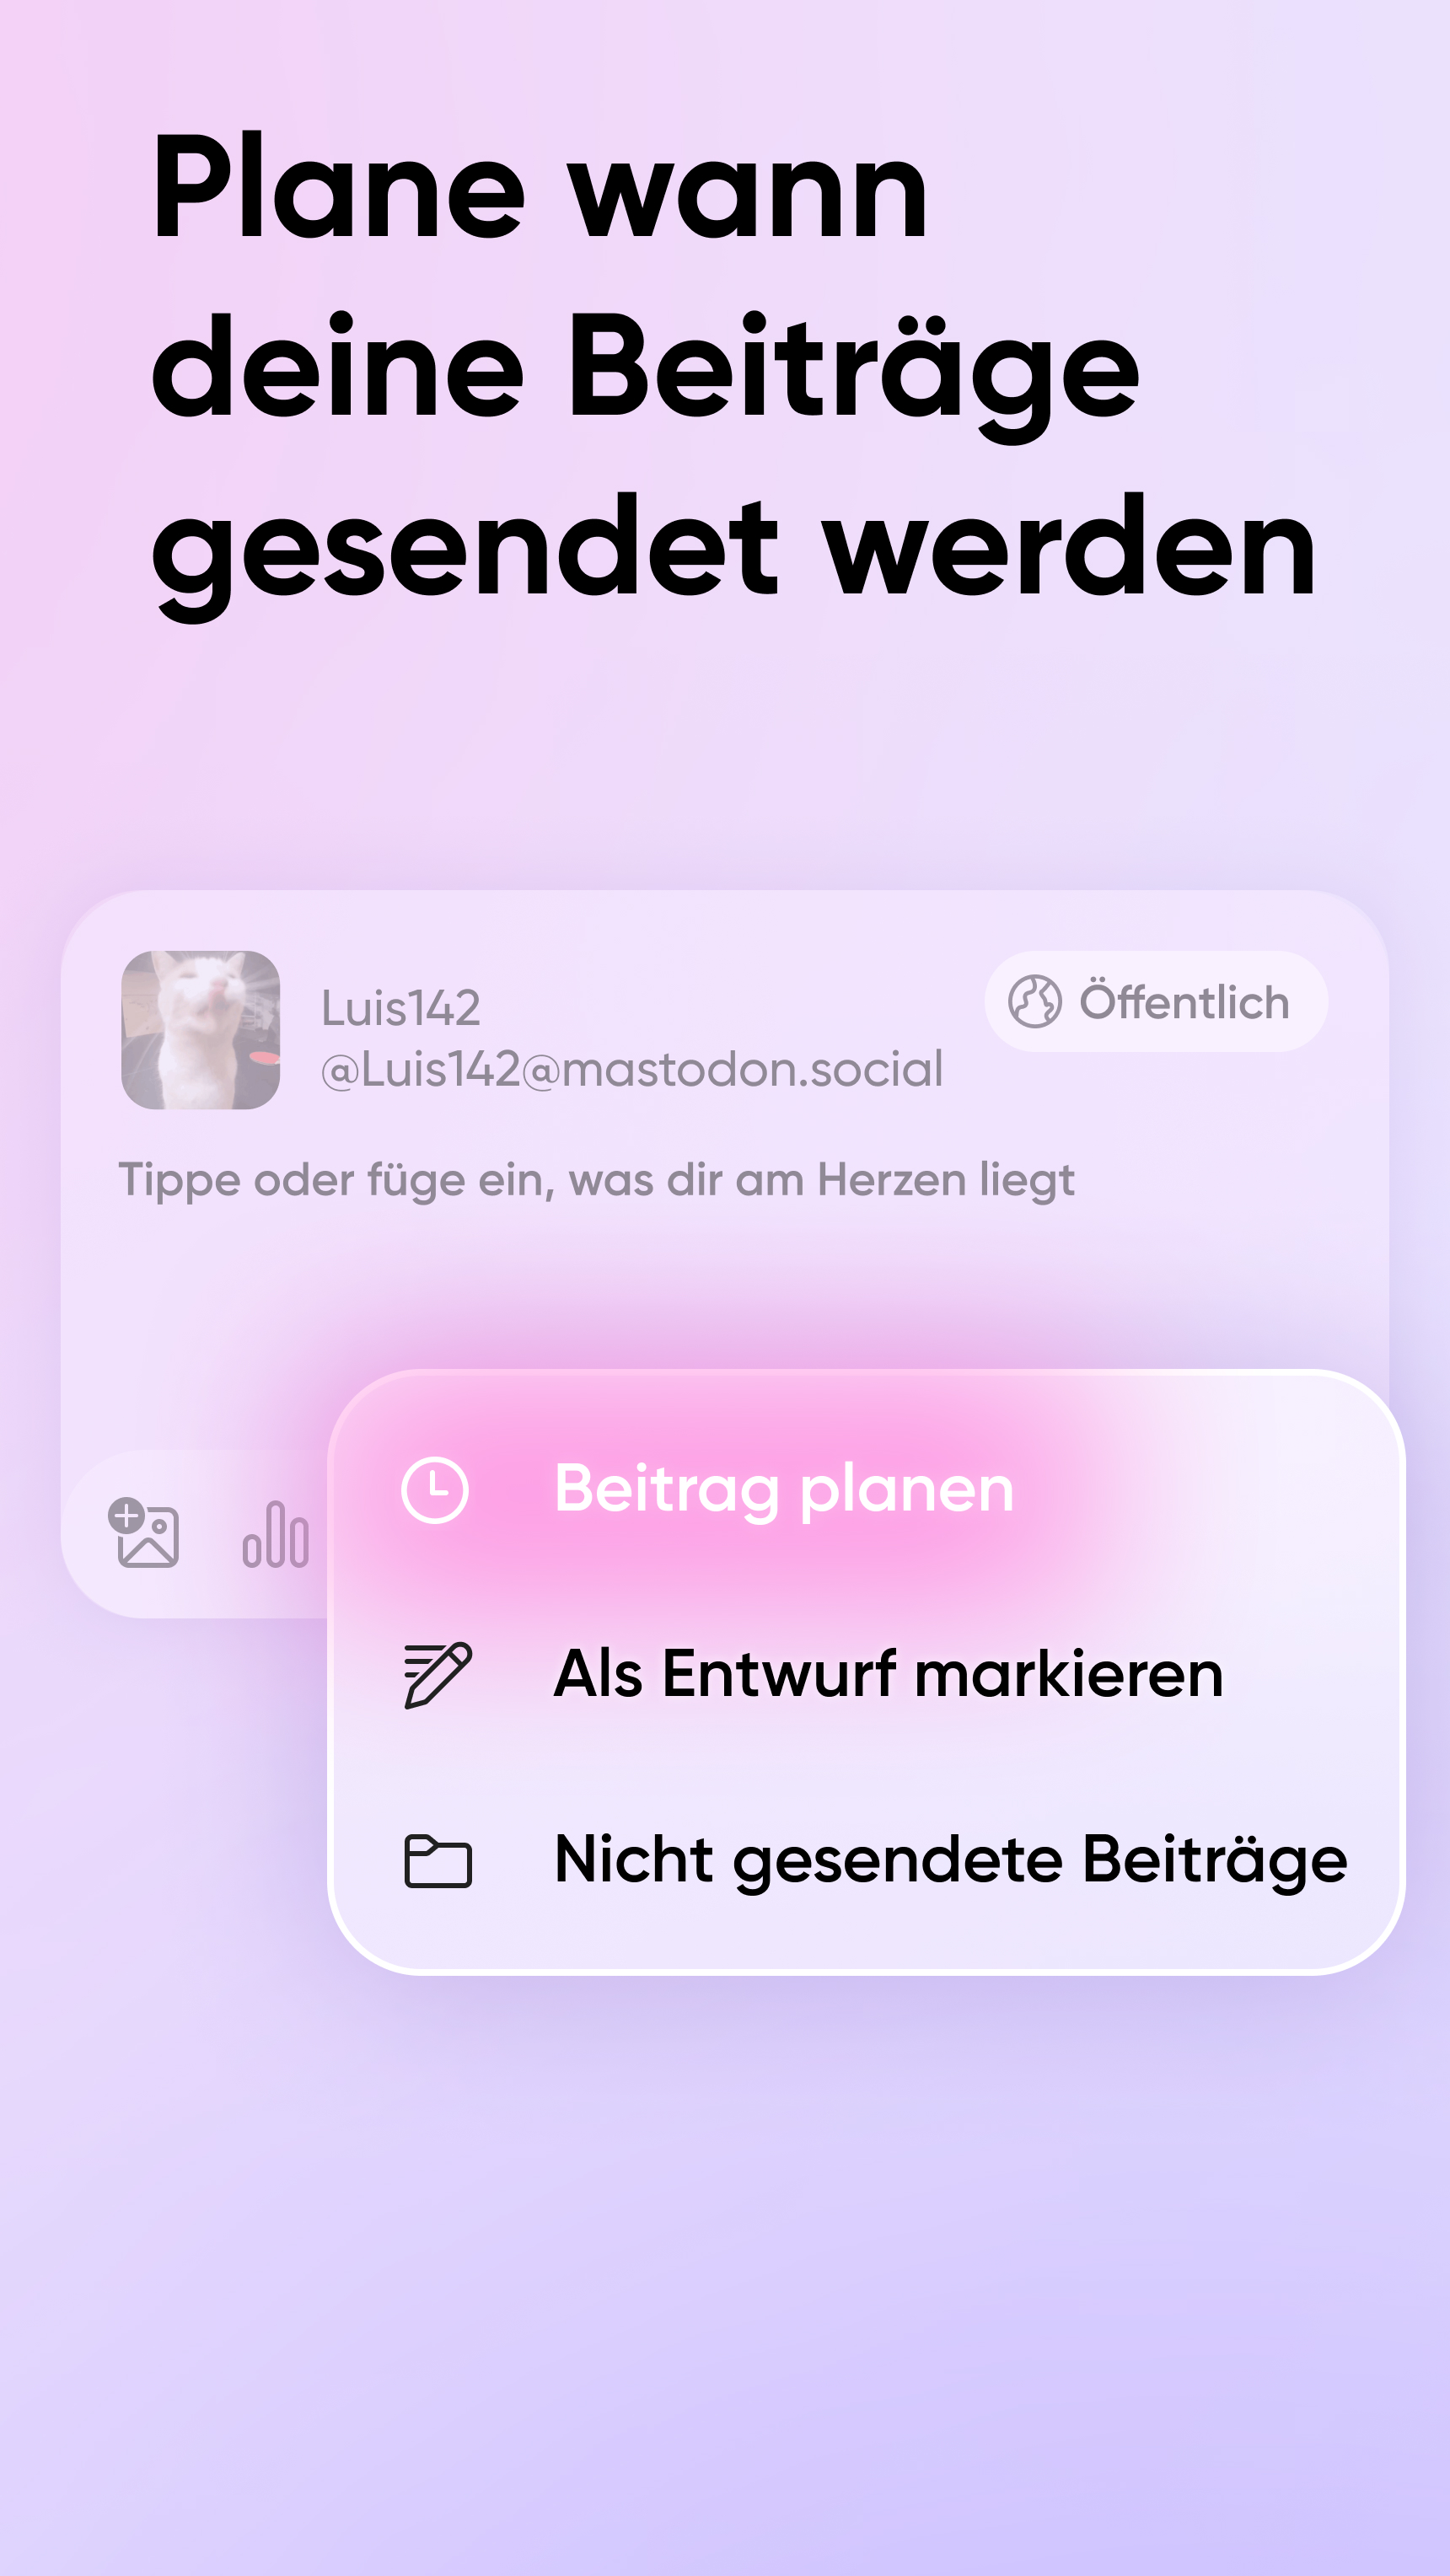 Plane wann
deine Beiträge
gesendet werden
Luis142
@Luis142@mastodon.social
Öffentlich
Tippe oder füge ein, was dir am Herzen liegt
Beitrag planen
Als Entwurf markieren
Nicht gesendete Beiträge